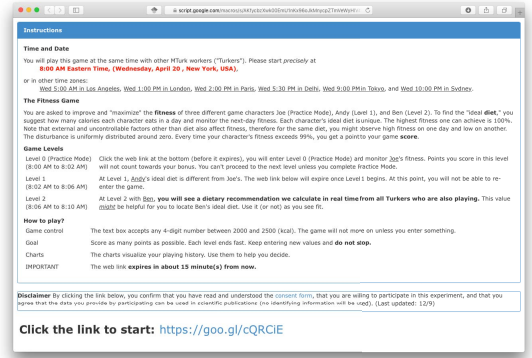 script.google.com
Instructions
Time and Date
You will play this game at the same time with other MTurk workers ("Turkers"). Please start precisely at
8:00 AM Eastern Time, (Wednesday, April 20 , New York, USA),
or in other time zones:
Wed 5:00 AM in Los Angeles, Wed 1:00 PM in London, Wed 2:00 PM in Paris, Wed 5:30 PM in Delhi, Wed 9:00 PM in Tokyo, and Wed 10:00 PM in Sydney.
The Fitness Game
You are asked to improve and "maximize" the fitness of three different game characters Joe (Practice Mode), Andy (Level 1), and Ben (Level 2). To find the "ideal diet," you
suggest how many calories each character eats in a day and monitor the next-day fitness. Each character's ideal diet is unique. The highest fitness one can achieve is 100%.
Note that external and uncontrollable factors other than diet also affect fitness, therefore for the same diet, you might observe high fitness on one day and low on another.
The disturbance is uniformly distributed around zero. Every time your character's fitness exceeds 99%, you get a point to your game score.
Game Levels
Level 0 (Practice Mode) Click the web link at the bottom (before it expires), you will enter Level 0 (Practice Mode) and monitor Joe's fitness. Points you score in this level
(8:00 AM to 8:02 AM) will not count towards your bonus. You can't proceed to the next level unless you complete Practice Mode.
Level 1 At Level 1, Andy's ideal diet is different from Joe's. The web link below will expire once Level 1 begins. At this point, you will not be able to re-
(8:02 AM to 8:06 AM) enter the game.
Level 2 At Level 2 with Ben, you will see a dietary recommendation we calculate in real time from all Turkers who are also playing. This value
(8:06 AM to 8:10 AM) might be helpful for you to locate Ben's ideal diet. Use it (or not) as you see fit.
How to play?
Game control The text box accepts any 4-digit number between 2000 and 2500 (kcal). The game will not move on unless you enter something.
Goal Score as many points as possible. Each level ends fast. Keep entering new values and do not stop.
Charts The charts visualize your playing history. Use them to help you decide.
IMPORTANT The web link expires in about 15 minute(s) from now.
Disclaimer By clicking the link below, you confirm that you have read and understood the consent form, that you are willing to participate in this experiment, and that you
agree that the data you provide by participating can be used in scientific publications (no identifying information will be used). (Last updated: 12/9)
Click the link to start: https://goo.gl/cQRCiE